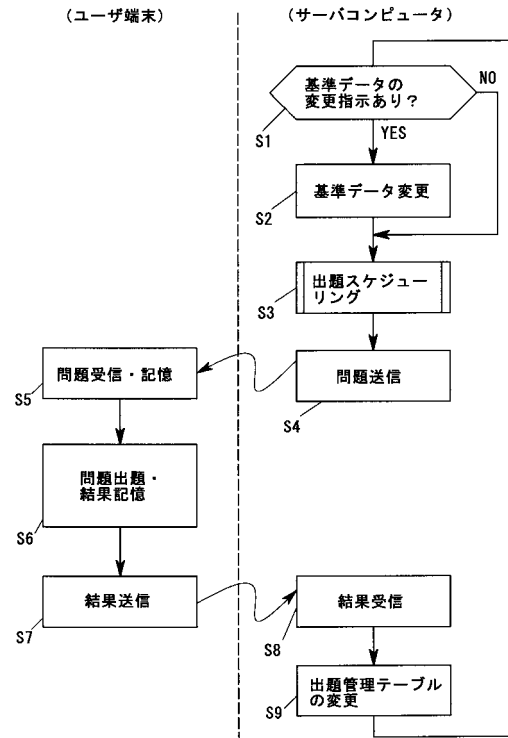 (ユーザ端末)
(サーバコンピュータ)
基準データの
変更指示あり?
NO
S1
YES
基準データ変更
S2
出題スケジュー
リング
S3
問題受信・記憶
問題送信
S5
S4
問題出題・
結果記憶
S6
結果送信
結果受信
S7
S8
出題管理テーブル
の変更
S9